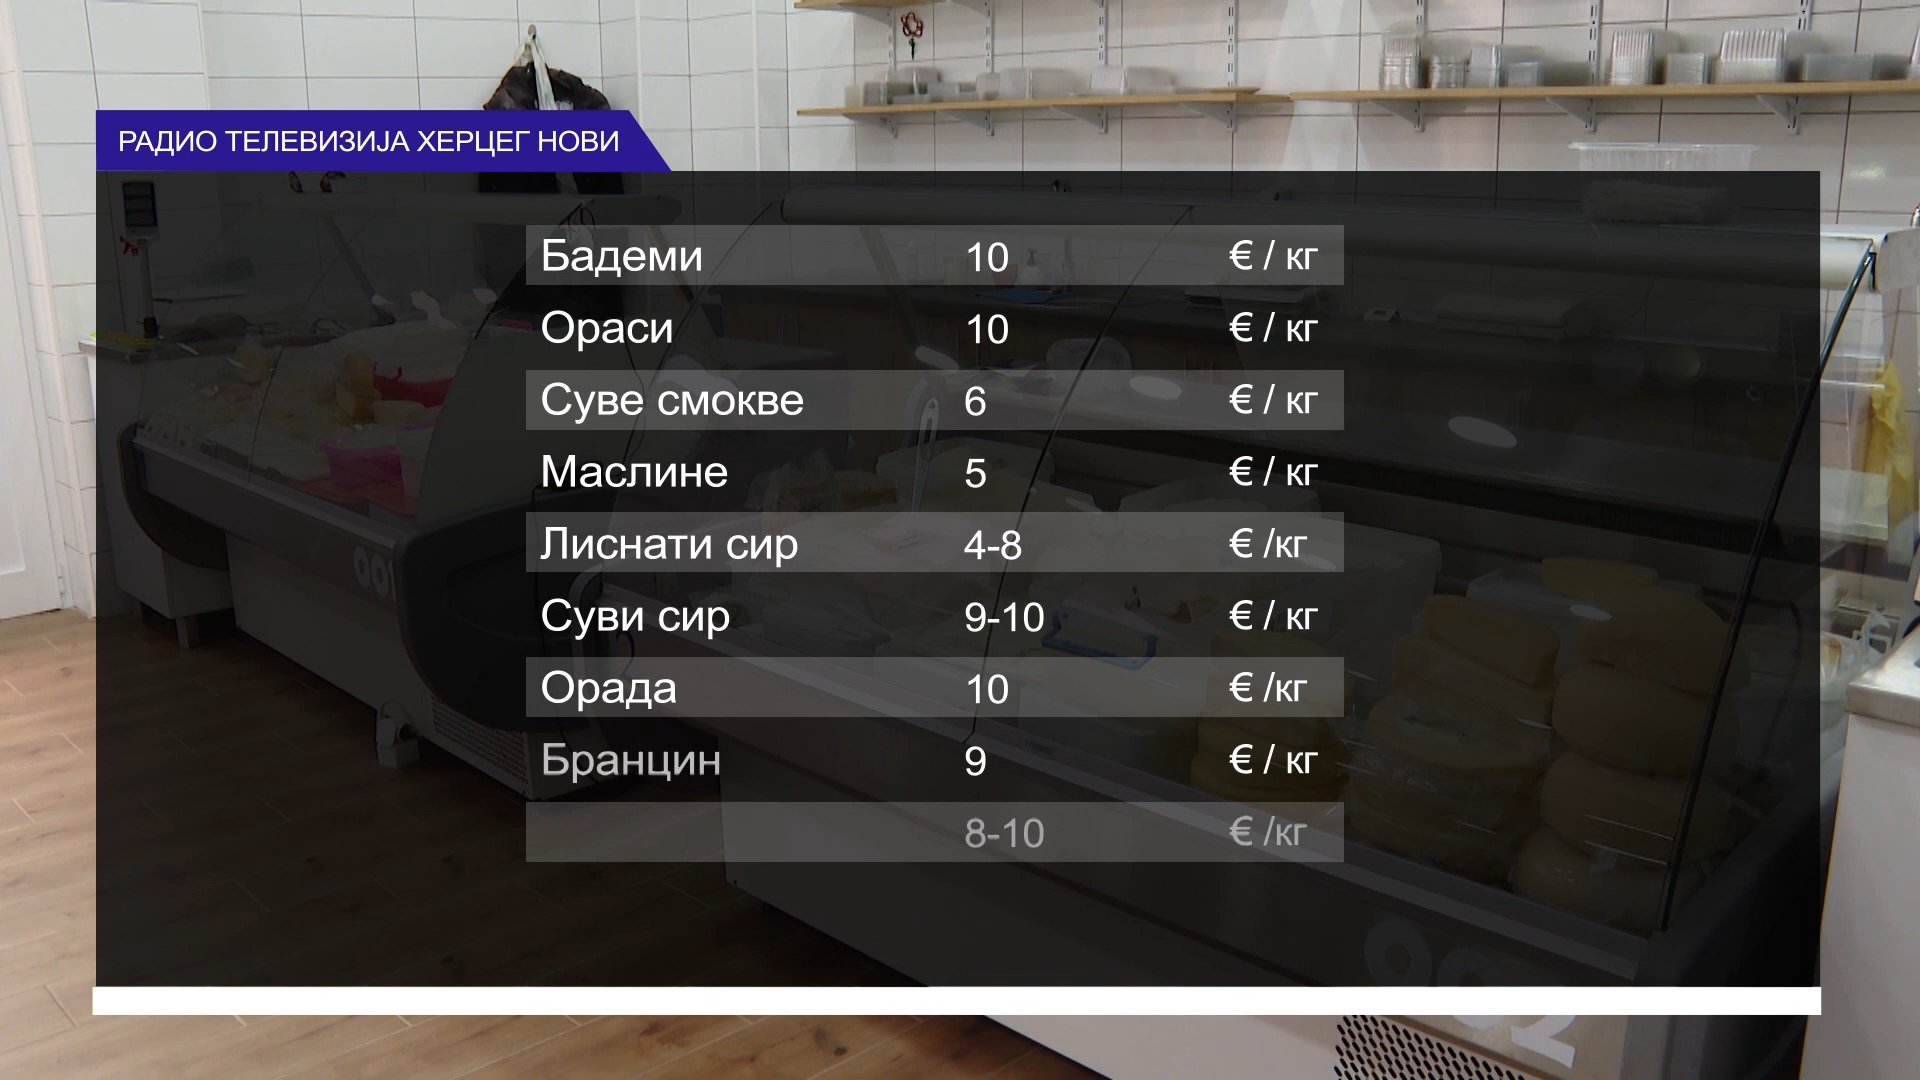 РАДИО ТЕЛЕВИЗИЈА ХЕРЦЕГ НОВИ
Бадеми 10 € / кг
Ораси 10 € / кг
Суве смокве 6 € / кг
Маслине 5 € / кг
Лиснати сир 4-8 € /кг
Суви сир 9-10 € / кг
Орада 10 € /кг
Бранцин 9 € / кг
8-10 € /кг
002